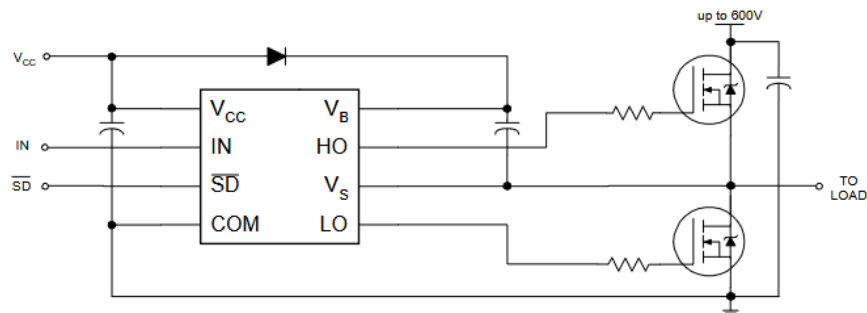 up to 600V
VCC
VCC VB
IN IN HO
SD SD VS TO LOAD
COM LO